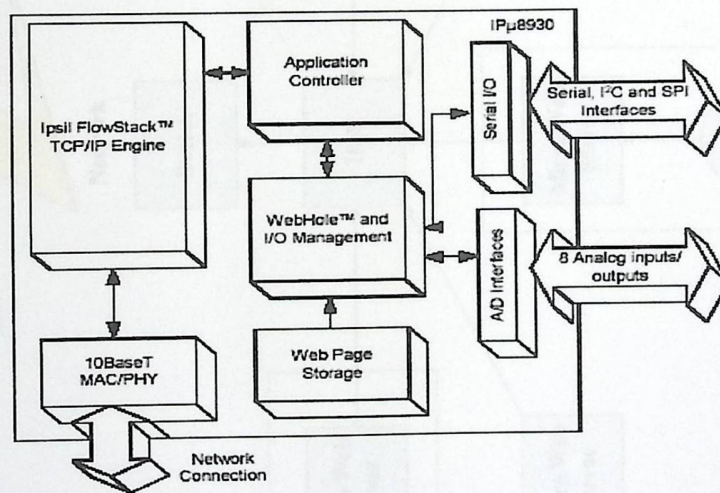 IPµ8930
Ipsil FlowStack™
TCP/IP Engine
Application
Controller
Serial I/O
Serial, I²C and SPI
Interfaces
WebHole™ and
I/O Management
A/D Interfaces
8 Analog inputs/
outputs
10BaseT
MAC/PHY
Web Page
Storage
Network
Connection